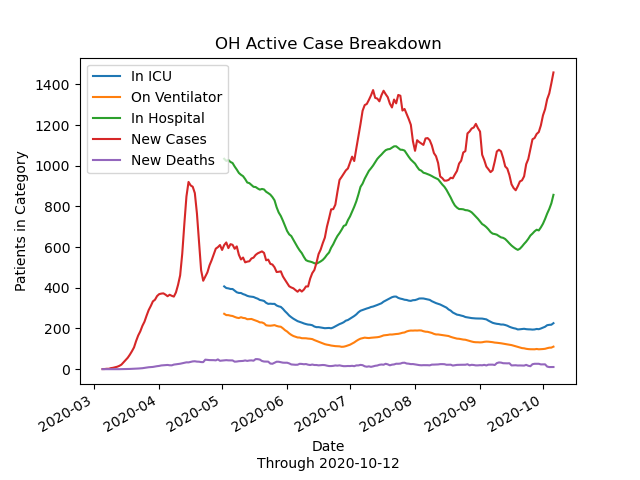 OH Active Case Breakdown
In ICU
On Ventilator
In Hospital
New Cases
New Deaths
Patients in Category
1400
1200
1000
800
600
400
200
0
2020-03
2020-04
2020-05
2020-06
2020-07
2020-08
2020-09
2020-10
Date
Through 2020-10-12